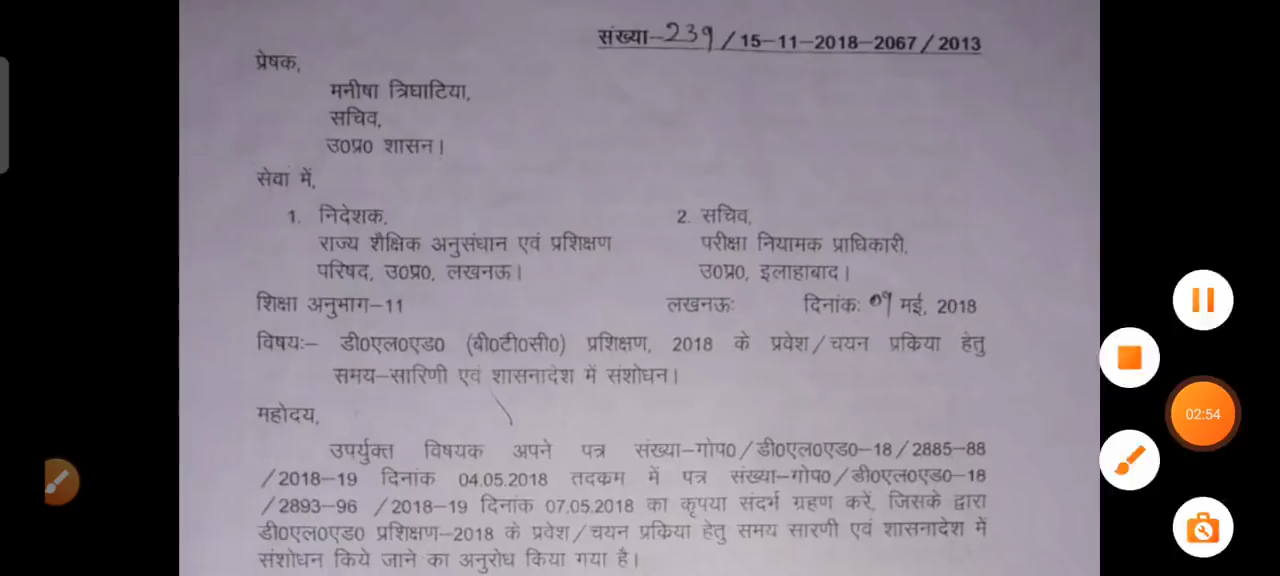 संख्या-239/15-11-2018-2067/2013
प्रेषक,
मनीषा त्रिघाटिया,
सचिव,
उ0प्र0 शासन।
सेवा में,
1. निदेशक,
राज्य शैक्षिक अनुसंधान एवं प्रशिक्षण
परिषद, उ0प्र0, लखनऊ।
2. सचिव,
परीक्षा नियामक प्राधिकारी,
उ0प्र0, इलाहाबाद।
शिक्षा अनुभाग-11 लखनऊः दिनांकः 09 मई, 2018
विषयः- डी0एल0एड0 (बी0टी0सी0) प्रशिक्षण, 2018 के प्रवेश/चयन प्रक्रिया हेतु
समय-सारिणी एवं शासनादेश में संशोधन।
महोदय,
उपर्युक्त विषयक अपने पत्र संख्या-गोप0/डी0एल0एड0-18/2885-88
/2018-19 दिनांक 04.05.2018 तदक्रम में पत्र संख्या-गोप0/डी0एल0एड0-18
/2893-96 /2018-19 दिनांक 07.05.2018 का कृपया संदर्भ ग्रहण करें, जिसके द्वारा
डी0एल0एड0 प्रशिक्षण-2018 के प्रवेश/चयन प्रक्रिया हेतु समय सारणी एवं शासनादेश में
संशोधन किये जाने का अनुरोध किया गया है।
02:54